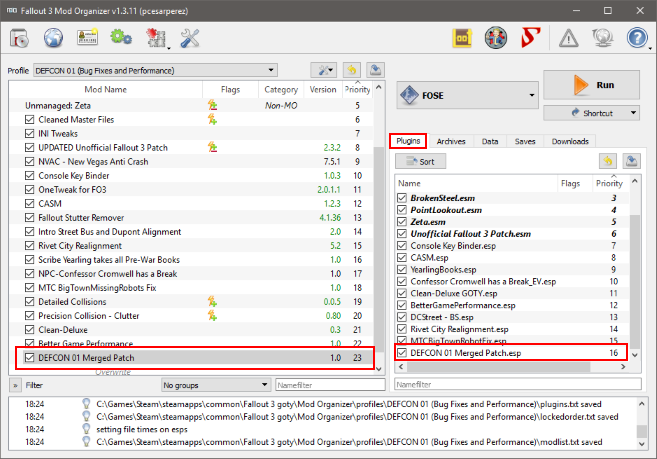 Fallout 3 Mod Organizer v1.3.11 (pcesarperez)
Profile DEFCON 01 (Bug Fixes and Performance)
Mod Name Flags Category Version Priority
Unmanaged: Zeta Non-MO 5
Cleaned Master Files 6
INI Tweaks 7
UPDATED Unofficial Fallout 3 Patch 2.3.2 8
NVAC - New Vegas Anti Crash 7.5.1 9
Console Key Binder 1.0.3 10
OneTweak for FO3 2.0.1.1 11
CASM 1.2.3 12
Fallout Stutter Remover 4.1.36 13
Intro Street Bus and Dupont Alignment 2.0 14
Rivet City Realignment 5.2 15
Scribe Yearling takes all Pre-War Books 1.0 16
NPC-Confessor Cromwell has a Break 1.0 17
MTC BigTownMissingRobots Fix 1.0 18
Detailed Collisions 0.0.5 19
Precision Collision - Clutter 0.80 20
Clean-Deluxe 0.3 21
Better Game Performance 1.0 22
DEFCON 01 Merged Patch 1.0 23
Overwrite
» Filter No groups Namefilter
FOSE
Run
Shortcut
Plugins Archives Data Saves Downloads
Sort
Name Flags Priority
BrokenSteel.esm 3
PointLookout.esm 4
Zeta.esm 5
Unofficial Fallout 3 Patch.esm 6
Console Key Binder.esp 7
CASM.esp 8
YearlingBooks.esp 9
Confessor Cromwell has a Break_EV.esp 10
Clean-Deluxe GOTY.esp 11
BetterGamePerformance.esp 12
DCStreet - BS.esp 13
Rivet City Realignment.esp 14
MTCBigTownRobotFix.esp 15
DEFCON 01 Merged Patch.esp 16
Namefilter
18:24 C:\Games\Steam\steamapps\common\Fallout 3 goty\Mod Organizer\profiles\DEFCON 01 (Bug Fixes and Performance)\plugins.txt saved
18:24 C:\Games\Steam\steamapps\common\Fallout 3 goty\Mod Organizer\profiles\DEFCON 01 (Bug Fixes and Performance)\lockedorder.txt saved
18:24 setting file times on esps
18:24 C:\Games\Steam\steamapps\common\Fallout 3 goty\Mod Organizer\profiles\DEFCON 01 (Bug Fixes and Performance)\modlist.txt saved